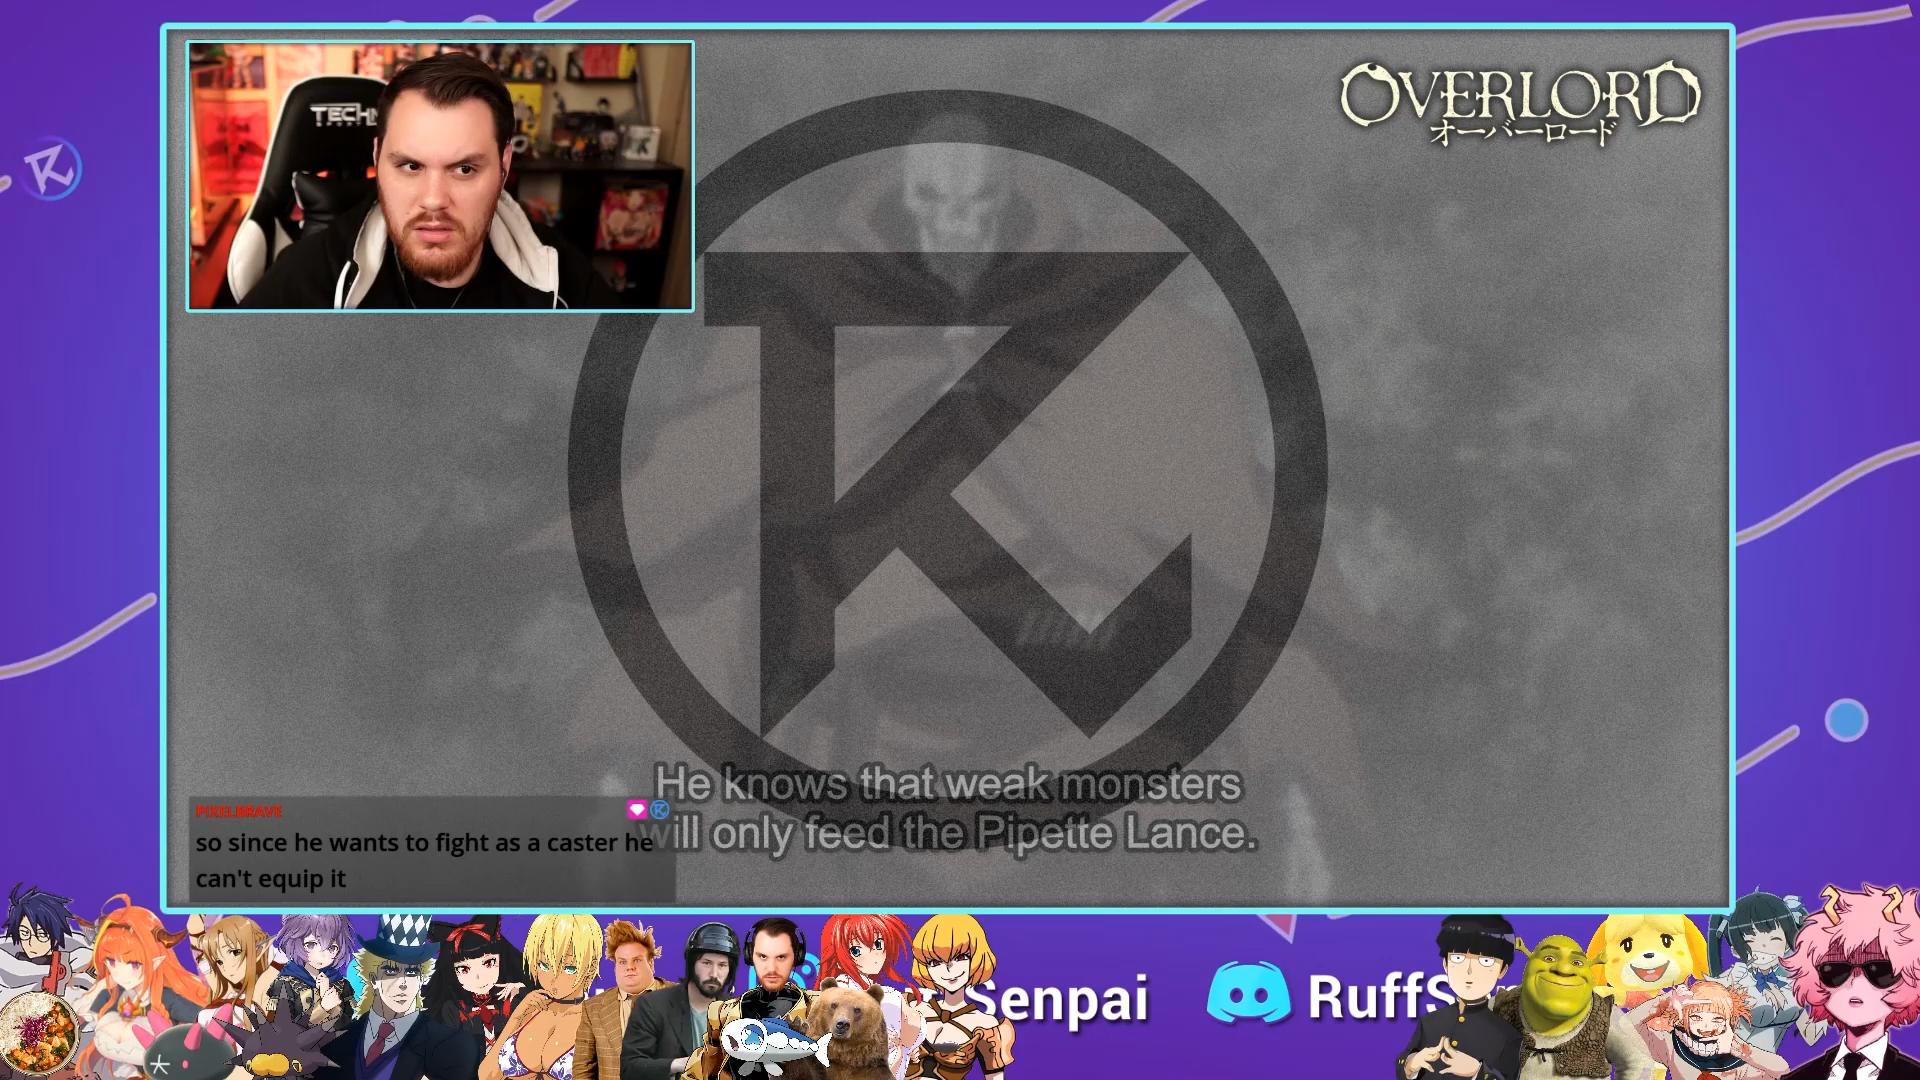 OVERLORD
オーバーロード
TECHN
He knows that weak monsters
will only feed the Pipette Lance.
PIXELBRAVE
so since he wants to fight as a caster he
can't equip it
Senpai
RuffS